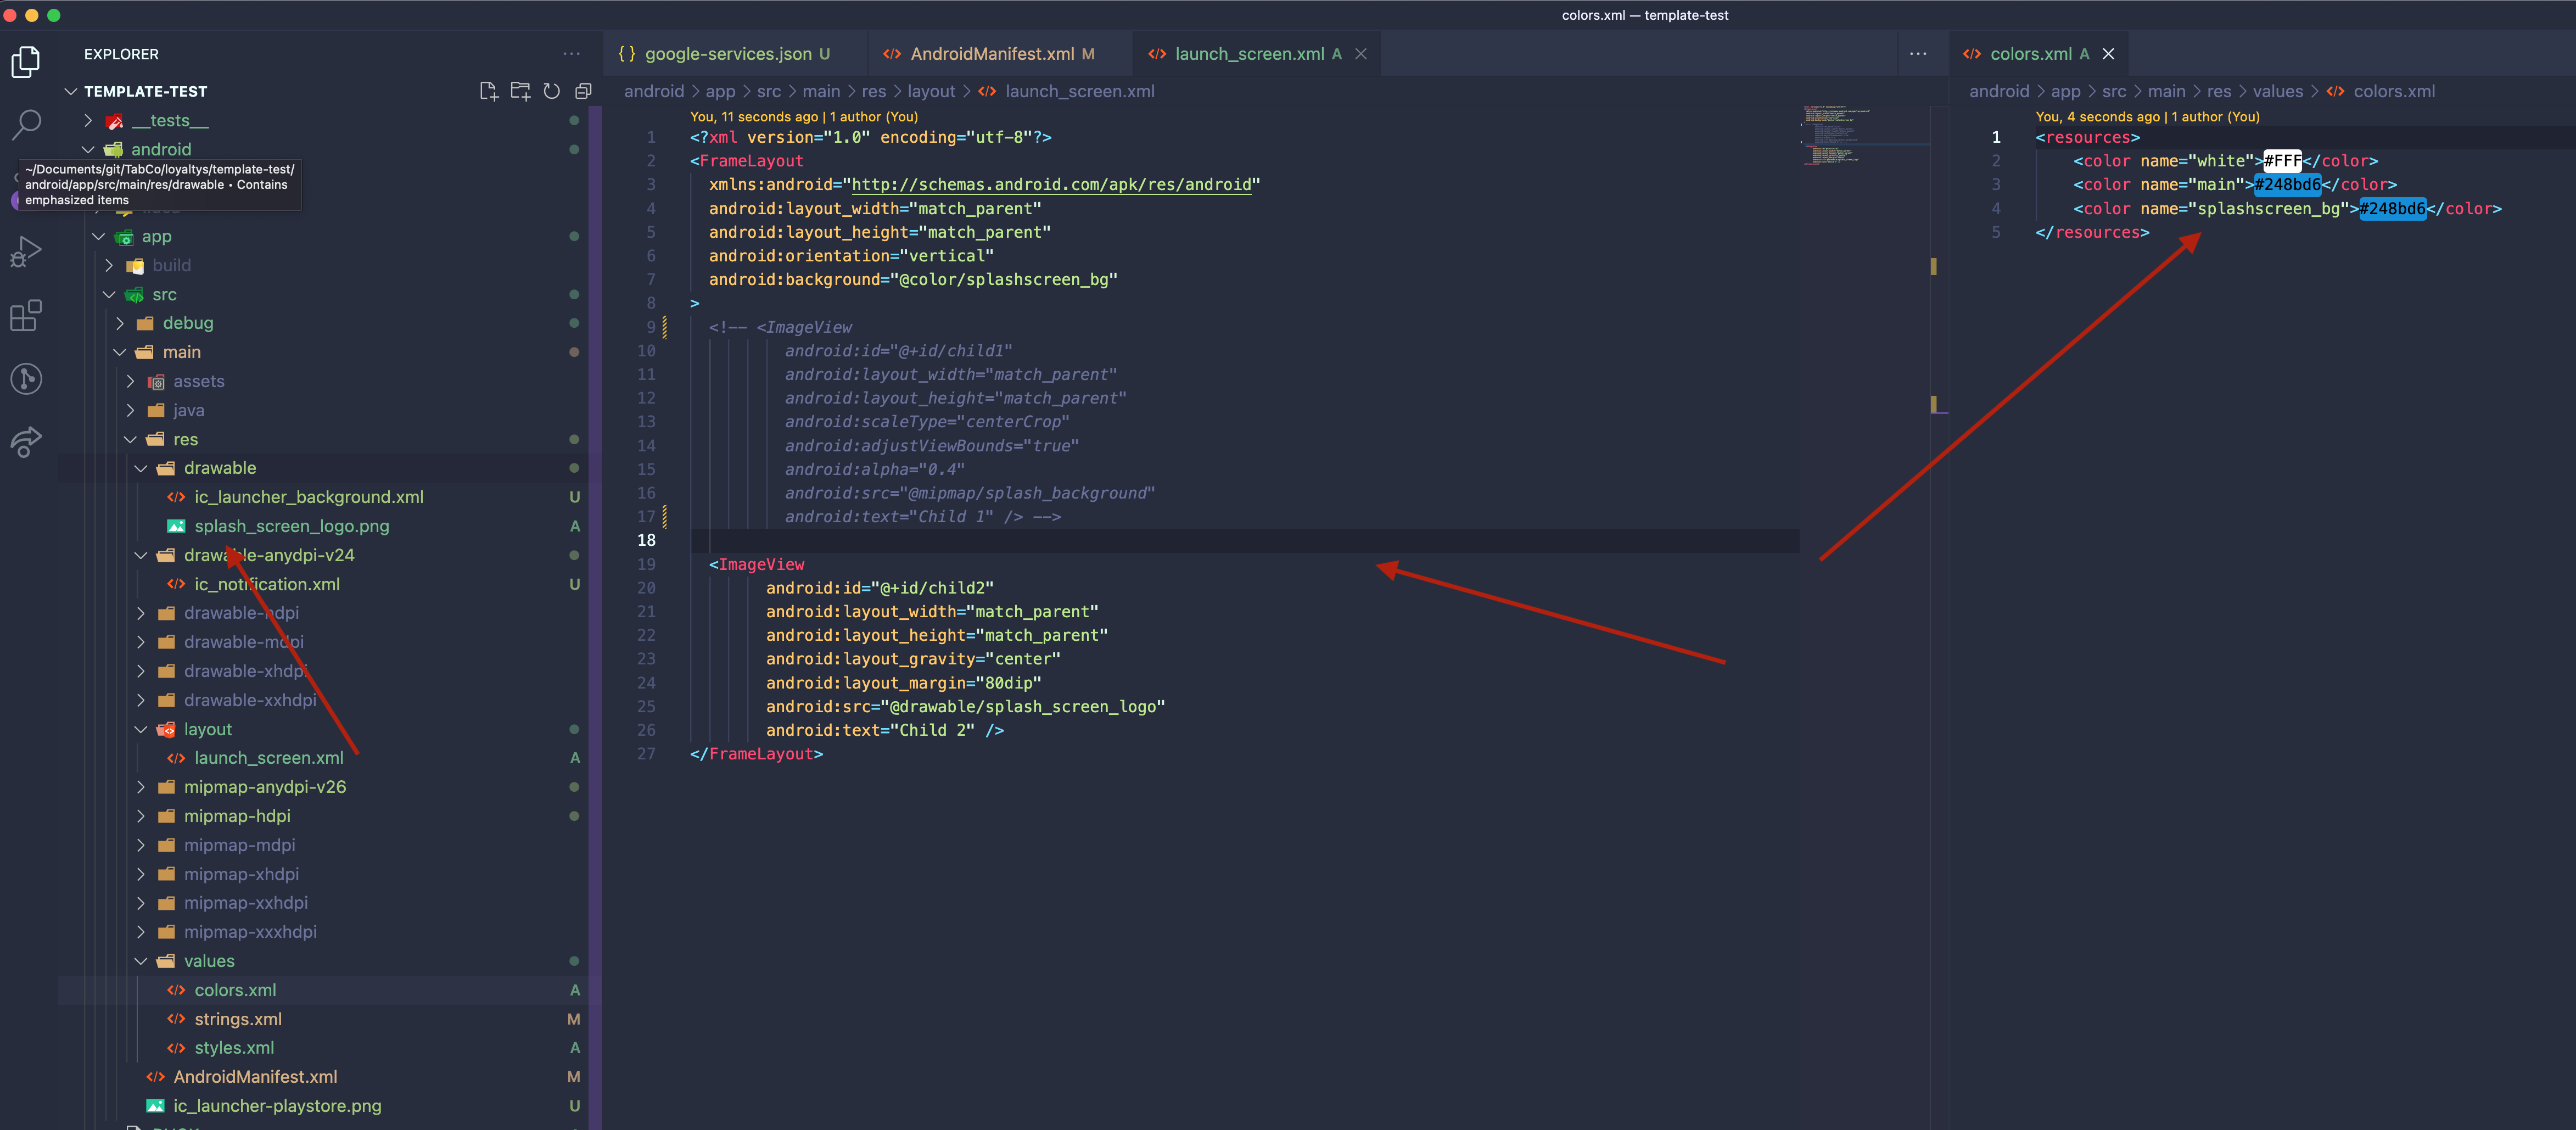 colors.xml — template-test
EXPLORER
TEMPLATE-TEST
__tests__
android
~/Documents/git/TabCo/loyaltys/template-test/
android/app/src/main/res/drawable • Contains
emphasized items
app
build
src
debug
main
assets
java
res
drawable
ic_launcher_background.xml U
splash_screen_logo.png A
drawable-anydpi-v24
ic_notification.xml U
drawable-hdpi
drawable-mdpi
drawable-xhdpi
drawable-xxhdpi
layout
launch_screen.xml A
mipmap-anydpi-v26
mipmap-hdpi
mipmap-mdpi
mipmap-xhdpi
mipmap-xxhdpi
mipmap-xxxhdpi
values
colors.xml A
strings.xml M
styles.xml A
AndroidManifest.xml M
ic_launcher-playstore.png U
{} google-services.json U
AndroidManifest.xml M
launch_screen.xml A
android > app > src > main > res > layout > launch_screen.xml
You, 11 seconds ago | 1 author (You)
1 <?xml version="1.0" encoding="utf-8"?>
2 <FrameLayout
3 xmlns:android="http://schemas.android.com/apk/res/android"
4 android:layout_width="match_parent"
5 android:layout_height="match_parent"
6 android:orientation="vertical"
7 android:background="@color/splashscreen_bg"
8 >
9 <!-- <ImageView
10 android:id="@+id/child1"
11 android:layout_width="match_parent"
12 android:layout_height="match_parent"
13 android:scaleType="centerCrop"
14 android:adjustViewBounds="true"
15 android:alpha="0.4"
16 android:src="@mipmap/splash_background"
17 android:text="Child 1" /> -->
18
19 <ImageView
20 android:id="@+id/child2"
21 android:layout_width="match_parent"
22 android:layout_height="match_parent"
23 android:layout_gravity="center"
24 android:layout_margin="80dip"
25 android:src="@drawable/splash_screen_logo"
26 android:text="Child 2" />
27 </FrameLayout>
colors.xml A
android > app > src > main > res > values > colors.xml
You, 4 seconds ago | 1 author (You)
1 <resources>
2 <color name="white">#FFF</color>
3 <color name="main">#248bd6</color>
4 <color name="splashscreen_bg">#248bd6</color>
5 </resources>